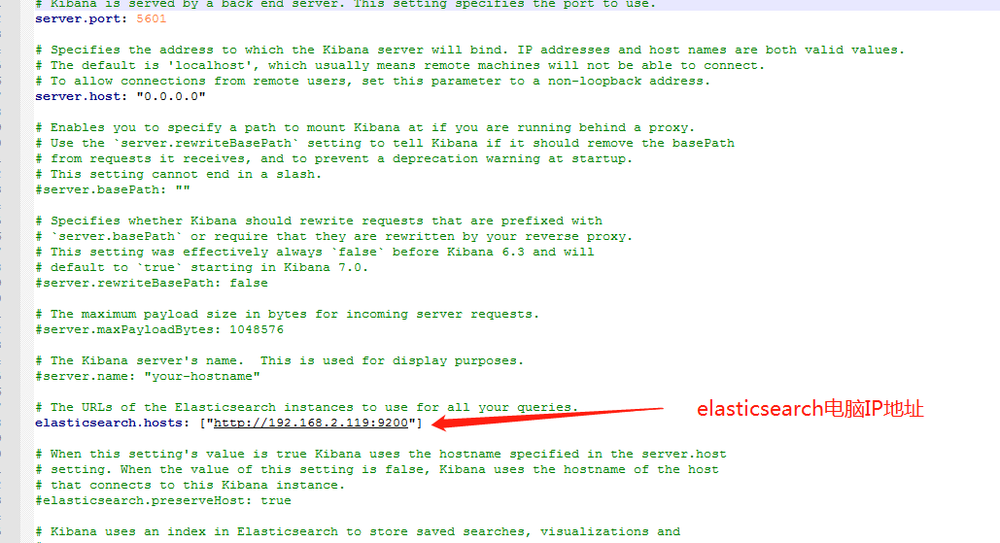 # Kibana is served by a back end server. This setting specifies the port to use.
server.port: 5601
# Specifies the address to which the Kibana server will bind. IP addresses and host names are both valid values.
# The default is 'localhost', which usually means remote machines will not be able to connect.
# To allow connections from remote users, set this parameter to a non-loopback address.
server.host: "0.0.0.0"
# Enables you to specify a path to mount Kibana at if you are running behind a proxy.
# Use the `server.rewriteBasePath` setting to tell Kibana if it should remove the basePath
# from requests it receives, and to prevent a deprecation warning at startup.
# This setting cannot end in a slash.
#server.basePath: ""
# Specifies whether Kibana should rewrite requests that are prefixed with
# `server.basePath` or require that they are rewritten by your reverse proxy.
# This setting was effectively always `false` before Kibana 6.3 and will
# default to `true` starting in Kibana 7.0.
#server.rewriteBasePath: false
# The maximum payload size in bytes for incoming server requests.
#server.maxPayloadBytes: 1048576
# The Kibana server's name.  This is used for display purposes.
#server.name: "your-hostname"
# The URLs of the Elasticsearch instances to use for all your queries.
elasticsearch.hosts: ["http://192.168.2.119:9200"]
elasticsearch电脑IP地址
# When this setting's value is true Kibana uses the hostname specified in the server.host
# setting. When the value of this setting is false, Kibana uses the hostname of the host
# that connects to this Kibana instance.
#elasticsearch.preserveHost: true
# Kibana uses an index in Elasticsearch to store saved searches, visualizations and